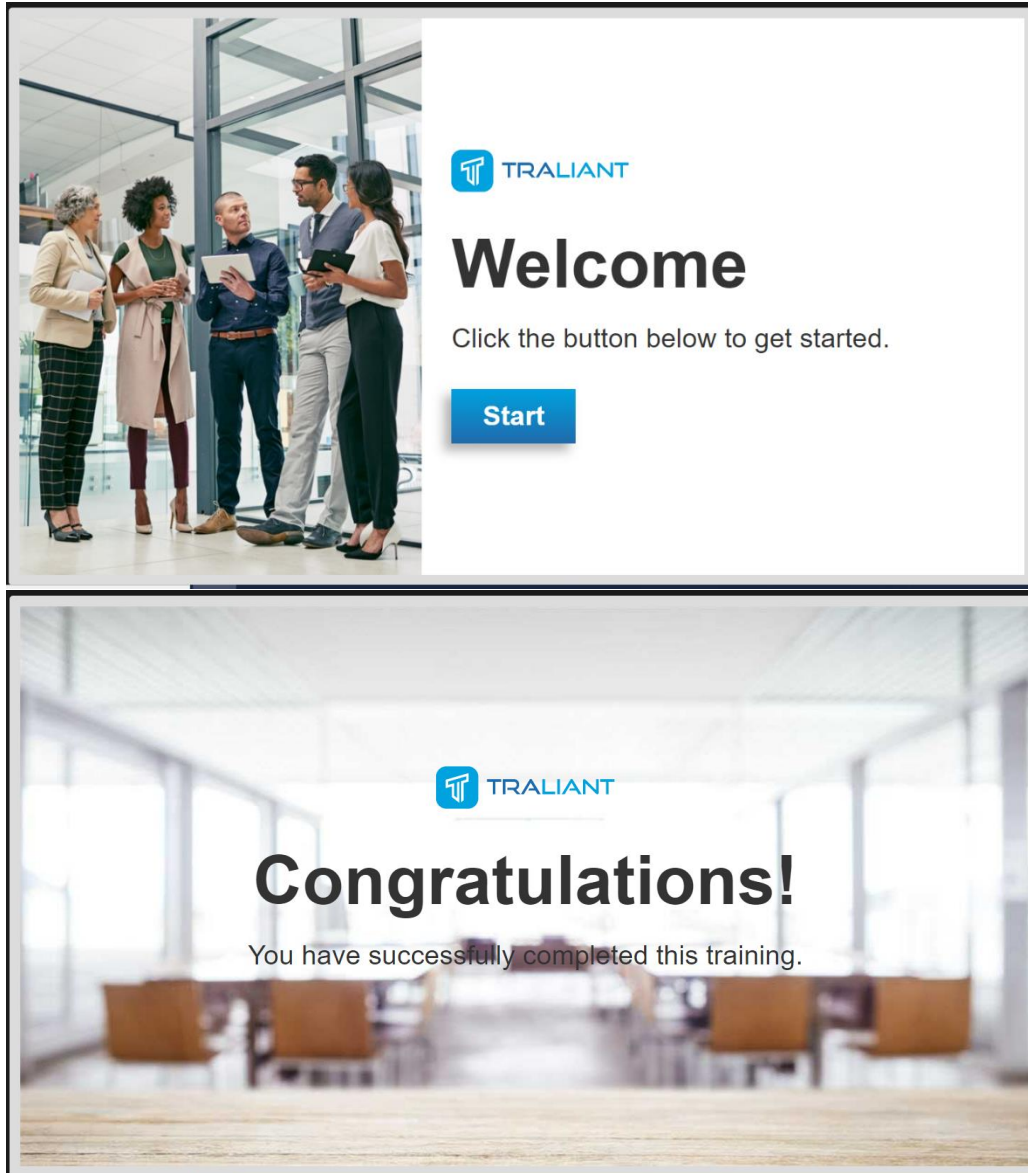 TRALIANT
Welcome
Click the button below to get started.
Start
TRALIANT
Congratulations!
You have successfully completed this training.